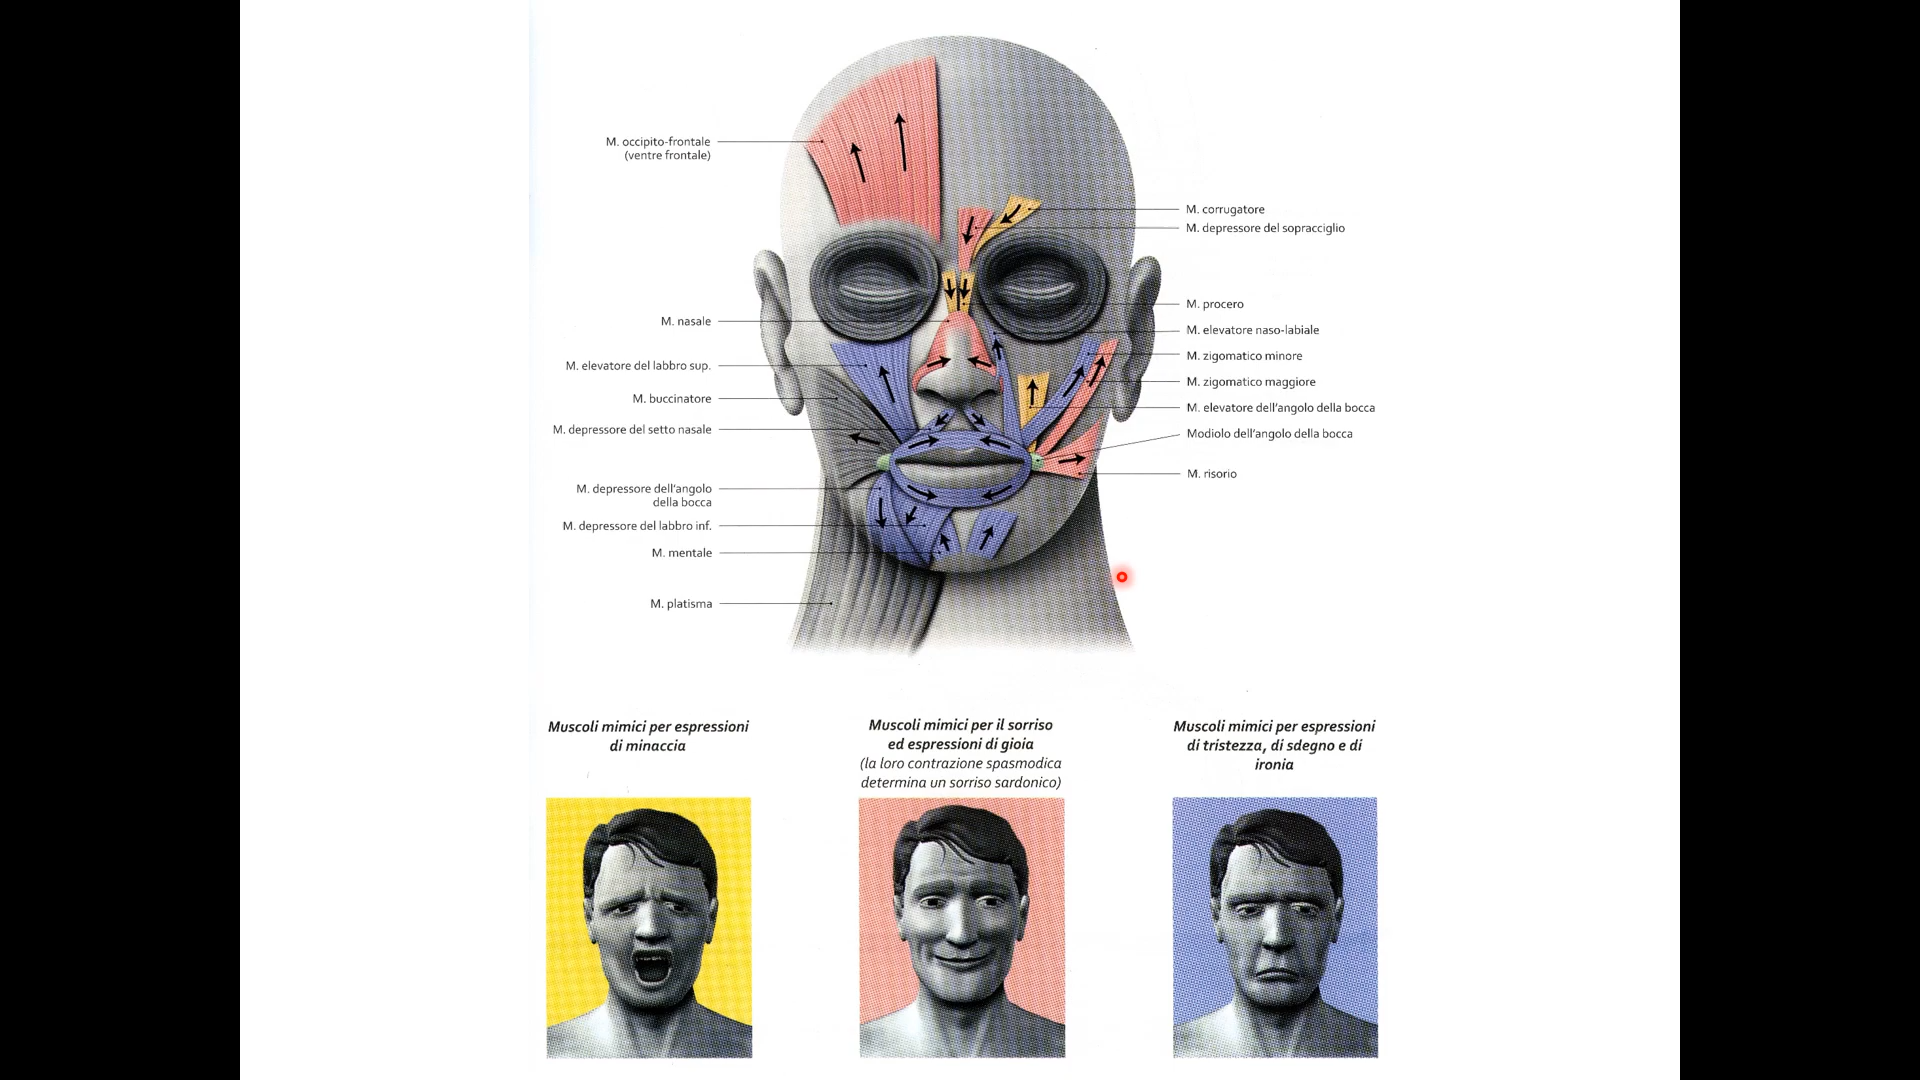 M. occipito-frontale
(ventre frontale)
M. nasale
M. elevatore del labbro sup.
M. buccinatore
M. depressore del setto nasale
M. depressore dell'angolo
della bocca
M. depressore del labbro inf.
M. mentale
M. platisma
M. corrugatore
M. depressore del sopracciglio
M. procero
M. elevatore naso-labiale
M. zigomatico minore
M. zigomatico maggiore
M. elevatore dell'angolo della bocca
Modiolo dell'angolo della bocca
M. risorio
Muscoli mimici per espressioni
di minaccia
Muscoli mimici per il sorriso
ed espressioni di gioia
(la loro contrazione spasmodica
determina un sorriso sardonico)
Muscoli mimici per espressioni
di tristezza, di sdegno e di
ironia